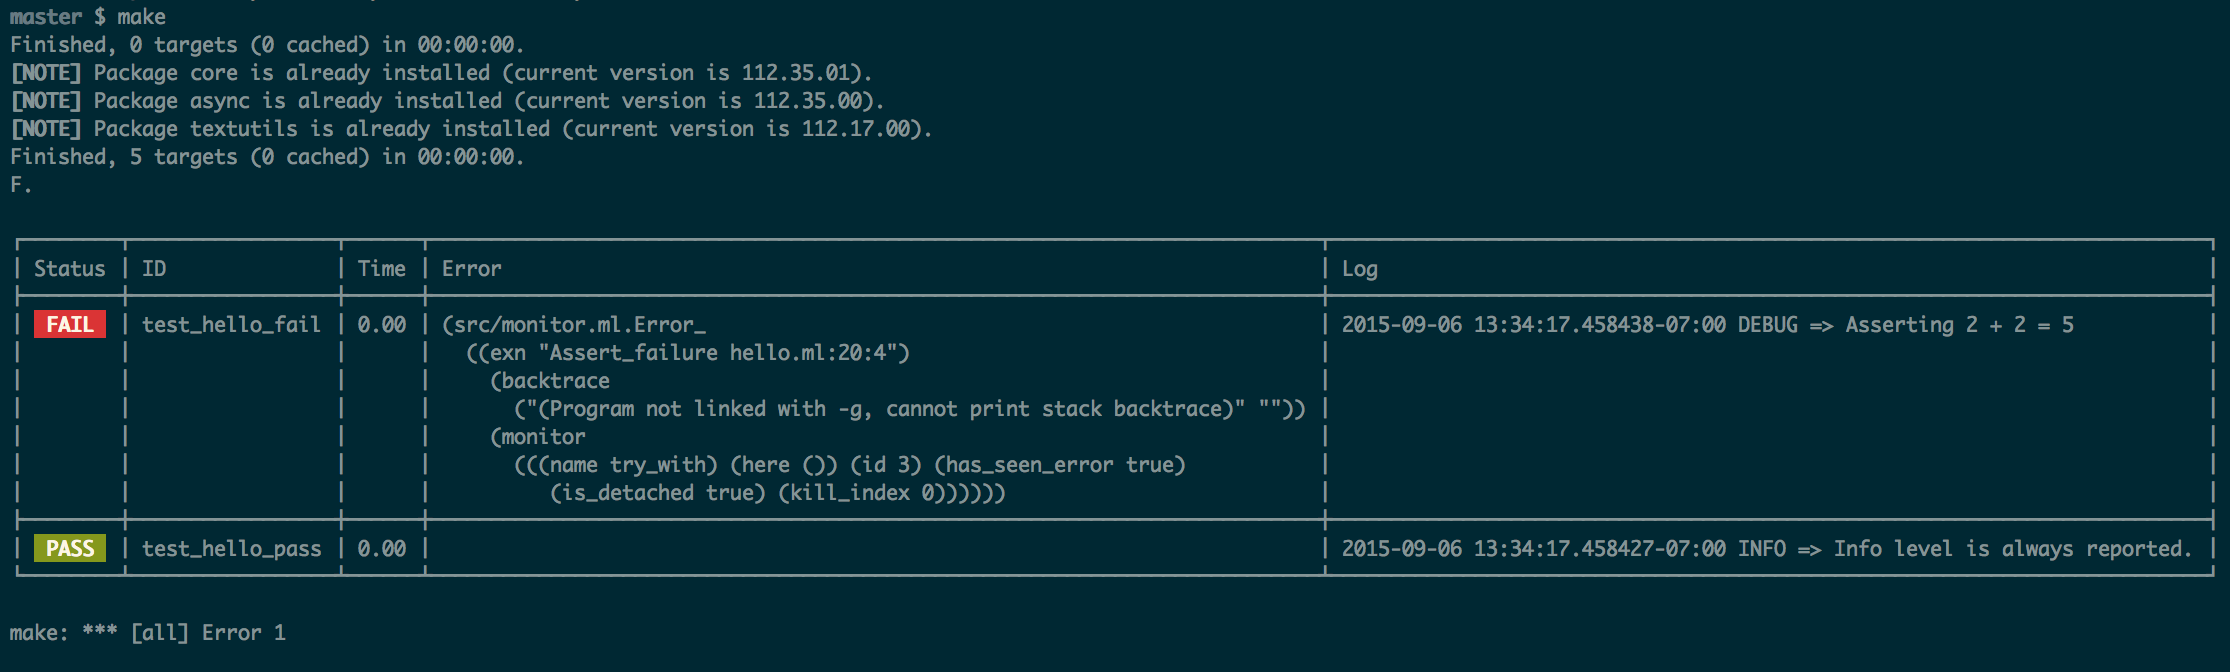 master $ make
Finished, 0 targets (0 cached) in 00:00:00.
[NOTE] Package core is already installed (current version is 112.35.01).
[NOTE] Package async is already installed (current version is 112.35.00).
[NOTE] Package textutils is already installed (current version is 112.17.00).
Finished, 5 targets (0 cached) in 00:00:00.
F.
Status | ID | Time | Error | Log
FAIL | test_hello_fail | 0.00 | (src/monitor.ml.Error_ | 2015-09-06 13:34:17.458438-07:00 DEBUG => Asserting 2 + 2 = 5
((exn "Assert_failure hello.ml:20:4")
(backtrace
("(Program not linked with -g, cannot print stack backtrace)" ""))
(monitor
(((name try_with) (here ()) (id 3) (has_seen_error true)
(is_detached true) (kill_index 0))))))
PASS | test_hello_pass | 0.00 | | 2015-09-06 13:34:17.458427-07:00 INFO => Info level is always reported.
make: *** [all] Error 1